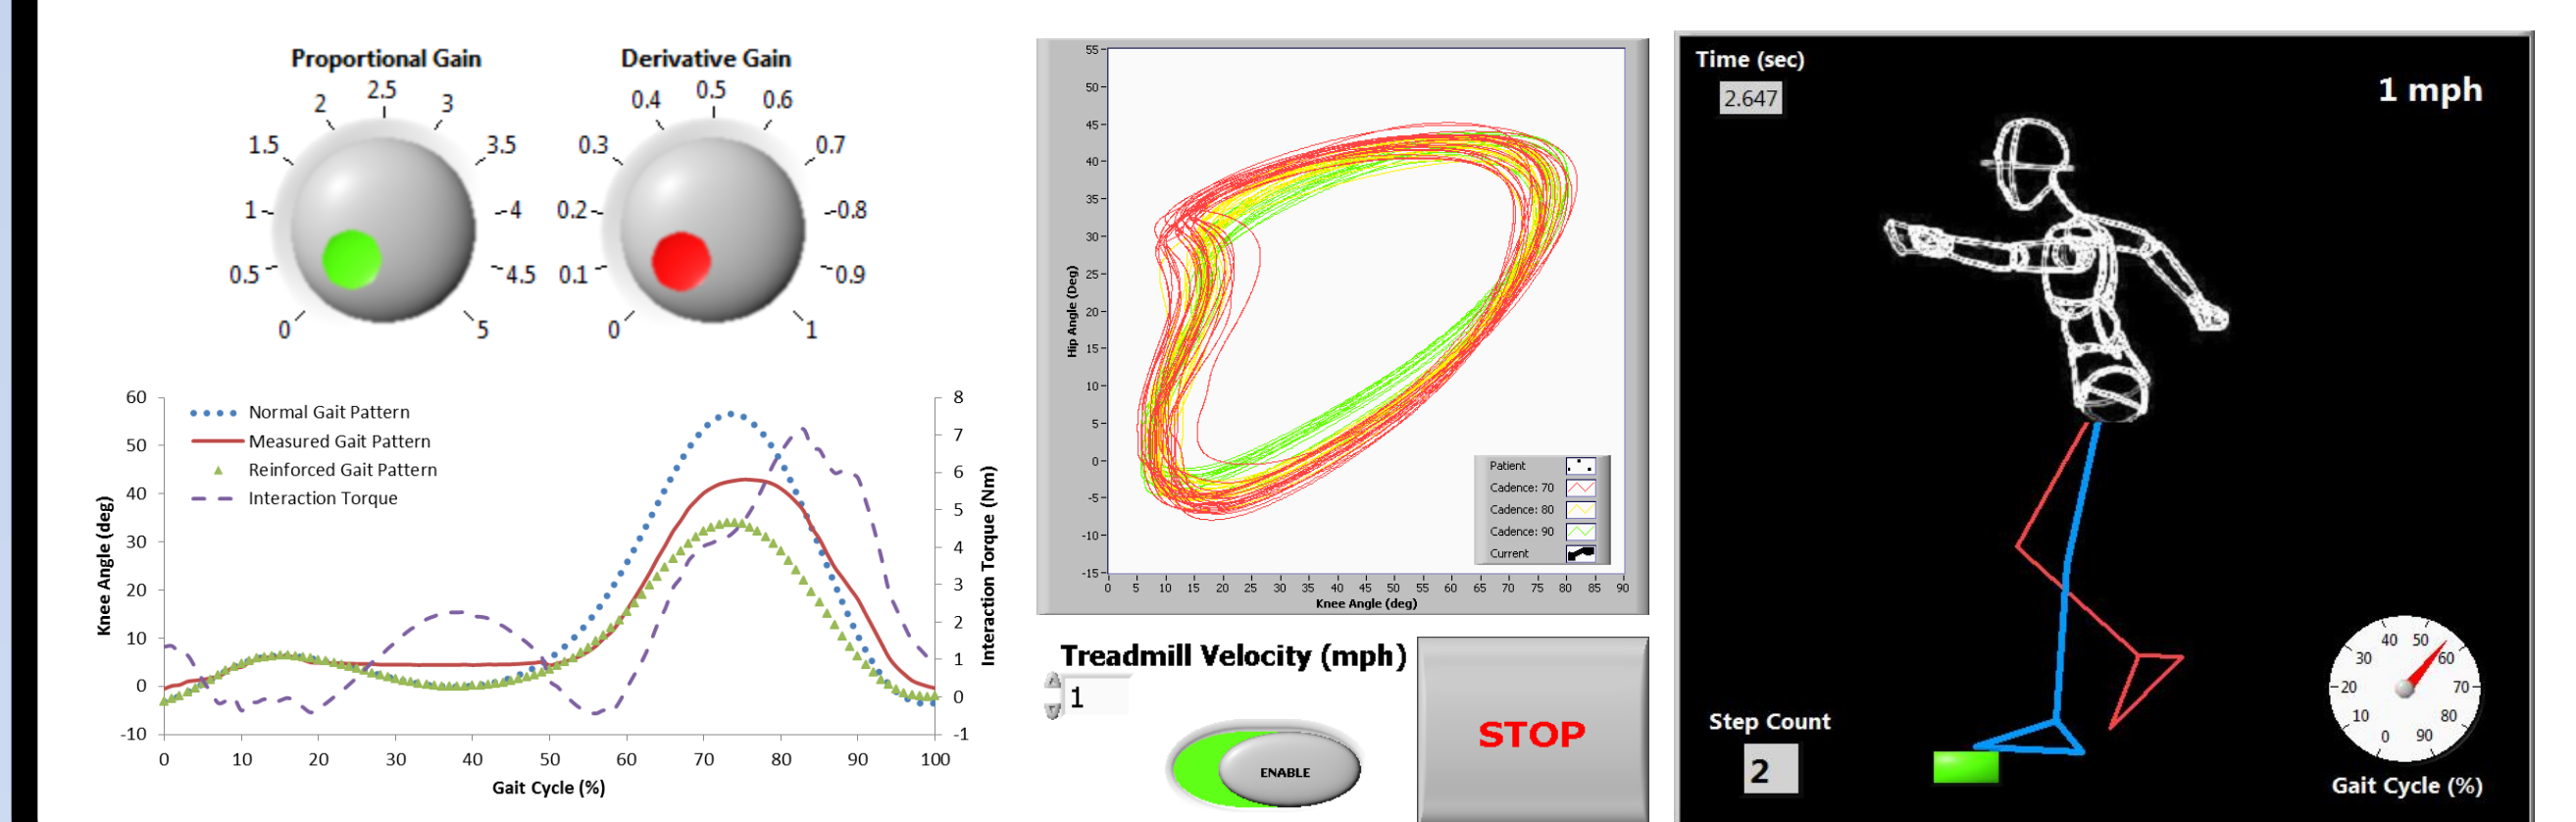 Proportional Gain
0
0.5
1
1.5
2
2.5
3
3.5
4
4.5
5
Derivative Gain
0
0.1
0.2
0.3
0.4
0.5
0.6
0.7
0.8
0.9
1
Normal Gait Pattern
Measured Gait Pattern
Reinforced Gait Pattern
Interaction Torque
Knee Angle (deg)
60
50
40
30
20
10
0
-10
Interaction Torque (Nm)
8
7
6
5
4
3
2
1
0
-1
0 10 20 30 40 50 60 70 80 90 100
Gait Cycle (%)
Hip Angle (Deg)
55
50
45
40
35
30
25
20
15
10
5
0
-5
-10
-15
Patient
Cadence: 70
Cadence: 80
Cadence: 90
Current
0 5 10 15 20 25 30 35 40 45 50 55 60 65 70 75 80 85 90
Knee Angle (deg)
Treadmill Velocity (mph)
1
ENABLE
STOP
Time (sec)
2.647
1 mph
Step Count
2
0
10
20
30
40
50
60
70
80
90
Gait Cycle (%)